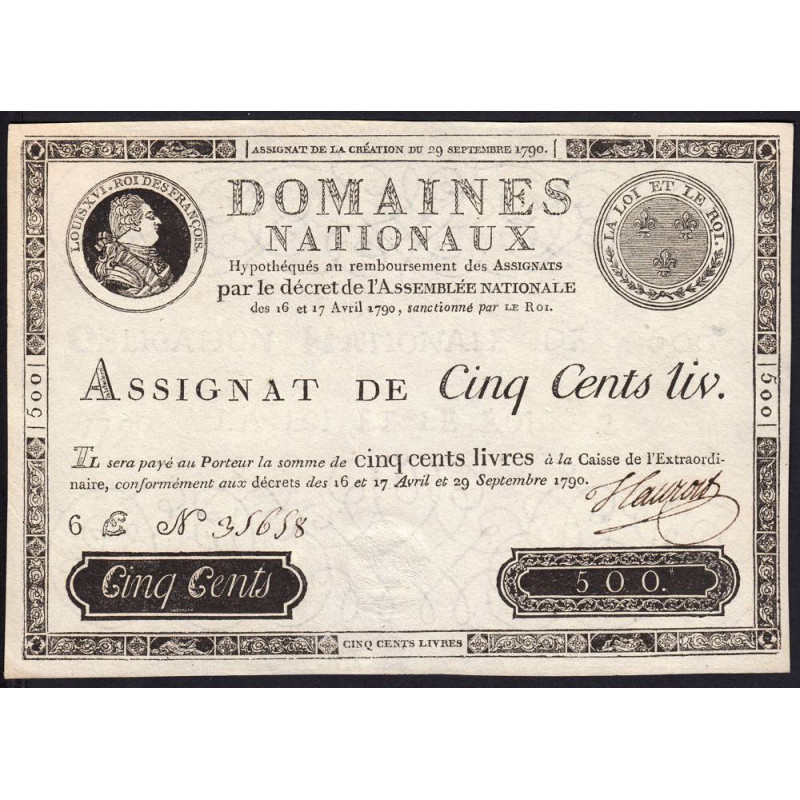 ASSIGNAT DE LA CRÉATION DU 29 SEPTEMBRE 1790.
LOUIS XVI. ROI DES FRANÇOIS.
DOMAINES
NATIONAUX
LA LOI ET LE ROI.
Hypothéqués au remboursement des ASSIGNATS
par le décret de l'ASSEMBLÉE NATIONALE
des 16 et 17 Avril 1790, sanctionné par LE ROI.
500
ASSIGNAT DE Cinq Cents liv.
500
IL sera payé au Porteur la somme de cinq cents livres à la Caisse de l'Extraordi-
naire, conformément aux décrets des 16 et 17 Avril et 29 Septembre 1790.
6 E N 35658
Cinq Cents
500.
CINQ CENTS LIVRES